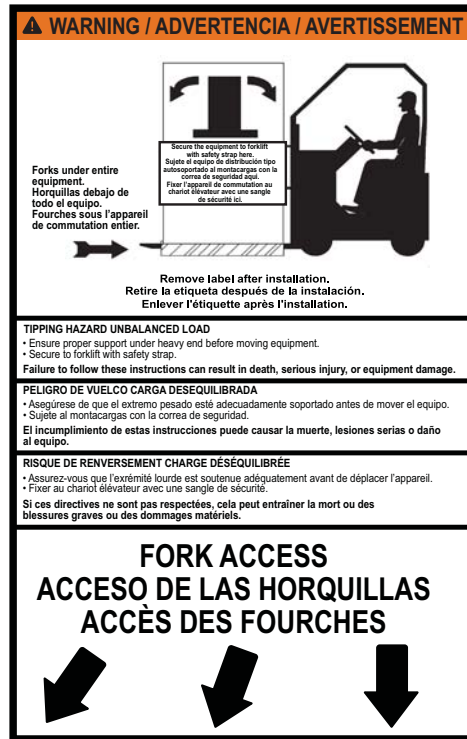 WARNING / ADVERTENCIA / AVERTISSEMENT
Secure the equipment to forklift
with safety strap here.
Sujete el equipo de distribución tipo
autosoportado al montacargas con la
correa de seguridad aqui.
Fixer l'appareil de commutation au
chariot élévateur avec une sangle
de sécurité ici.
Forks under entire
equipment.
Horquillas debajo de
todo el equipo.
Fourches sous l'appareil
de commutation entier.
Remove label after installation.
Retire la etiqueta después de la instalación.
Enlever l'étiquette après l'installation.
TIPPING HAZARD UNBALANCED LOAD
• Ensure proper support under heavy end before moving equipment.
• Secure to forklift with safety strap.
Failure to follow these instructions can result in death, serious injury, or equipment damage.
PELIGRO DE VUELCO CARGA DESEQUILIBRADA
• Asegúrese de que el extremo pesado esté adecuadamente soportado antes de mover el equipo.
• Sujete al montacargas con la correa de seguridad.
El incumplimiento de estas instrucciones puede causar la muerte, lesiones serias o daño
al equipo.
RISQUE DE RENVERSEMENT CHARGE DÉSÉQUILIBRÉE
• Assurez-vous que l'exrémité lourde est soutenue adéquatement avant de déplacer l'appareil.
• Fixer au chariot élévateur avec une sangle de sécurité.
Si ces directives ne sont pas respectées, cela peut entraîner la mort ou des
blessures graves ou des dommages matériels.
FORK ACCESS
ACCESO DE LAS HORQUILLAS
ACCÈS DES FOURCHES